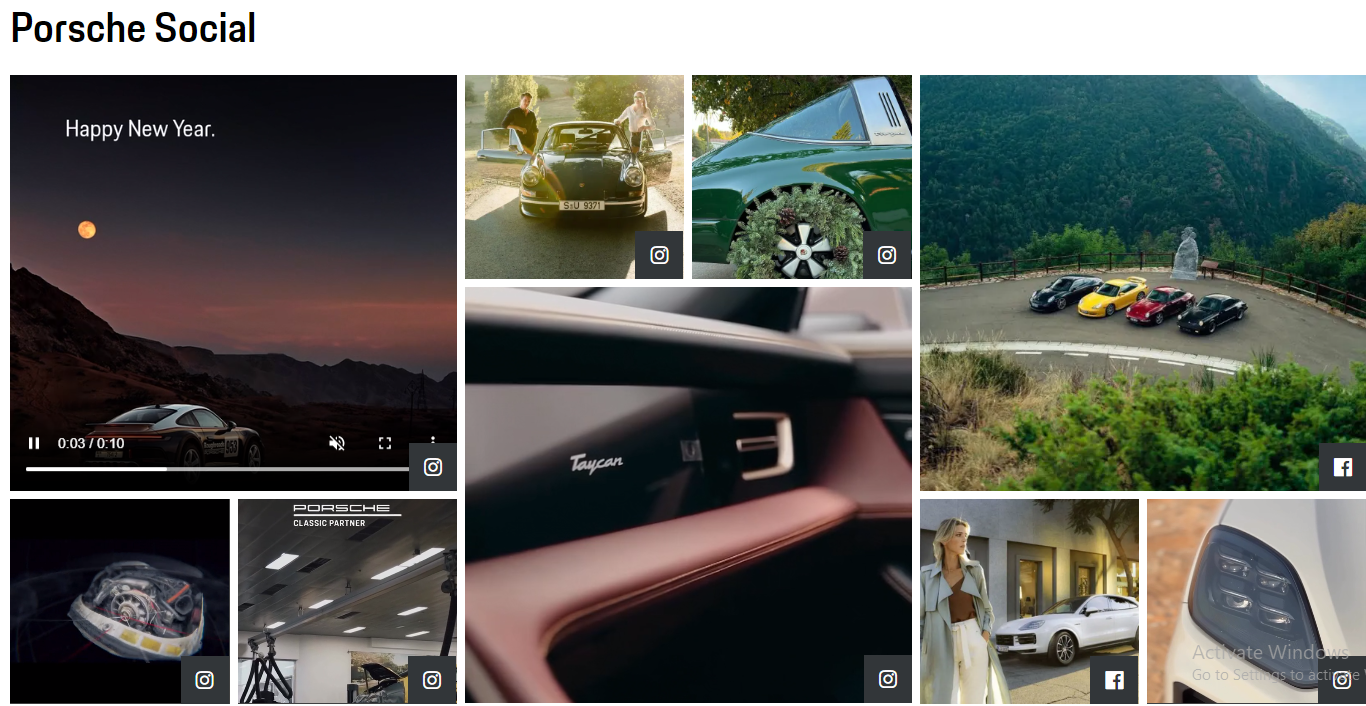 Porsche Social
Happy New Year.
0:03 / 0:10
S·U 9371
953
Taycan
PORSCHE
CLASSIC PARTNER
Activate Windows
Go to Settings to activate